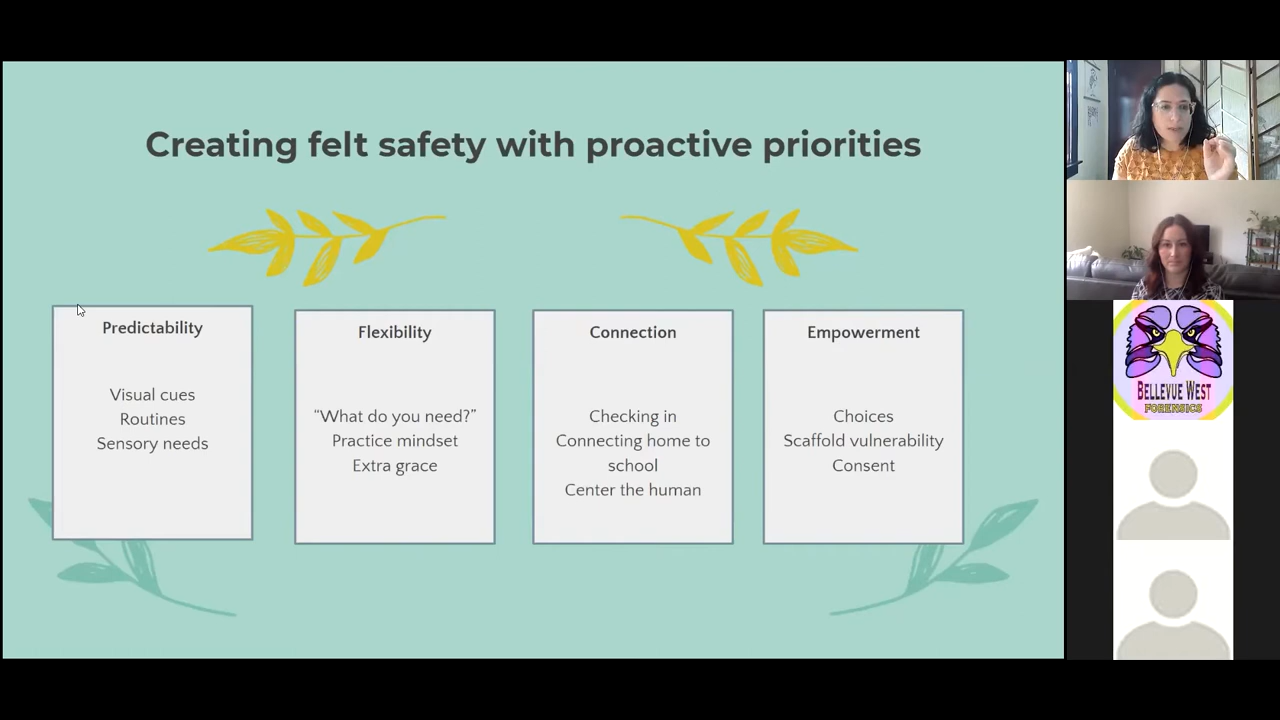 Creating felt safety with proactive priorities
Predictability
Visual cues
Routines
Sensory needs
Flexibility
“What do you need?”
Practice mindset
Extra grace
Connection
Checking in
Connecting home to
school
Center the human
Empowerment
Choices
Scaffold vulnerability
Consent
BELLEVUE WEST
FORENSICS